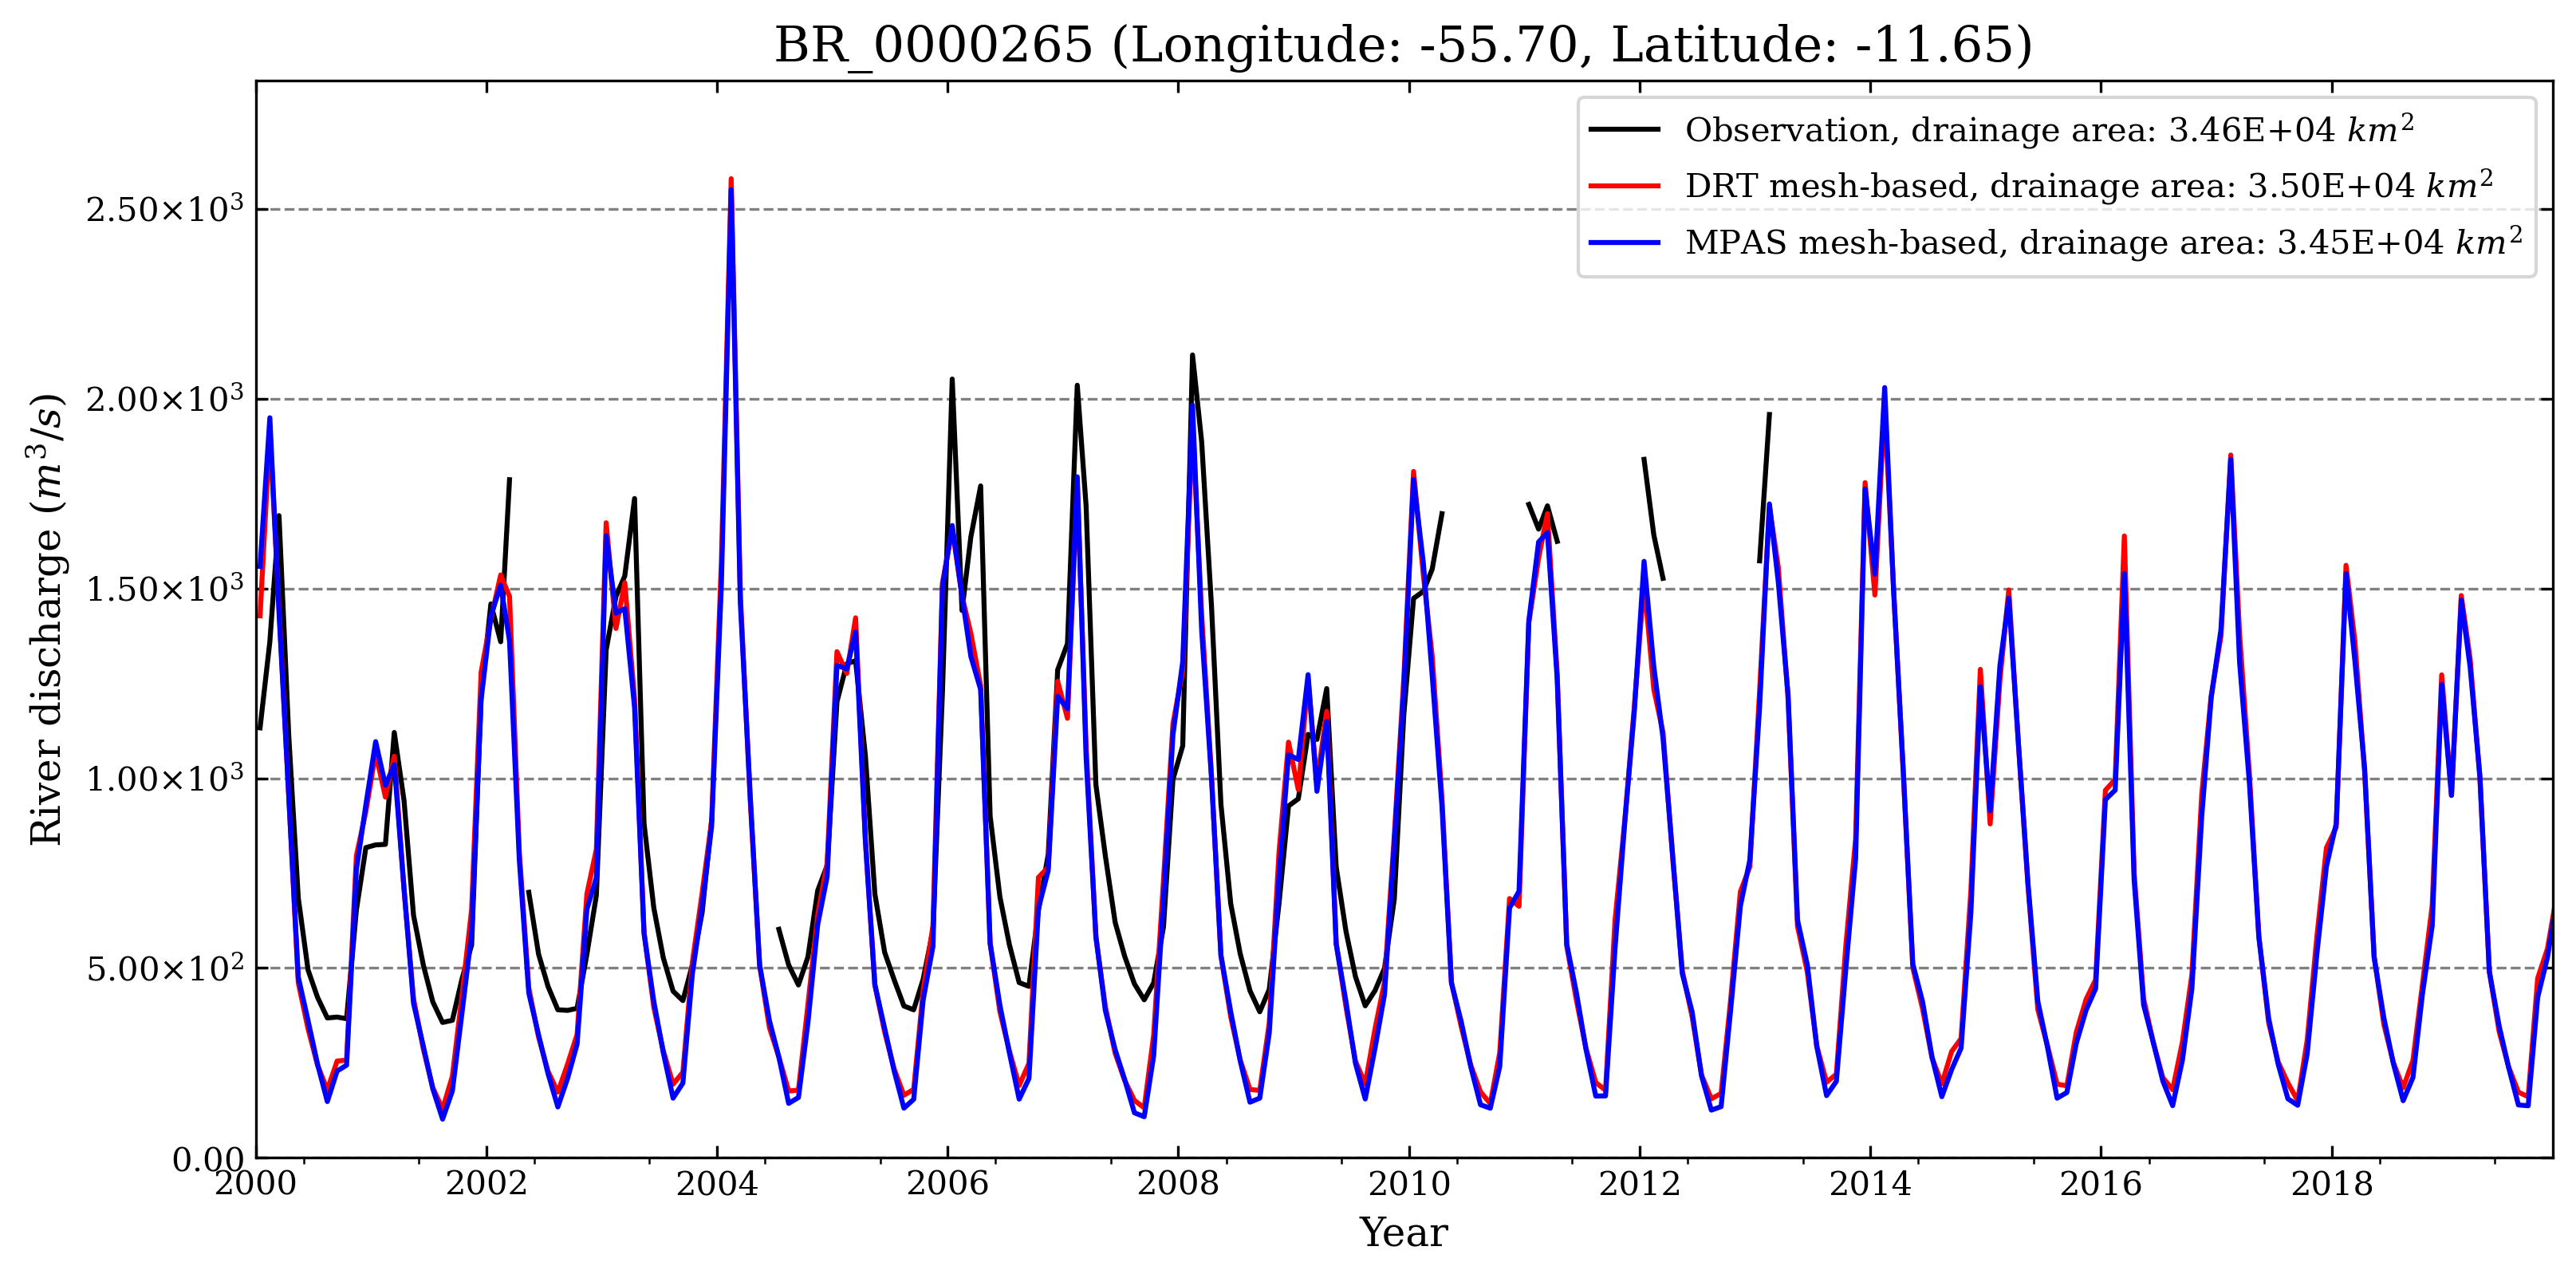 BR_0000265 (Longitude: -55.70, Latitude: -11.65)
Observation, drainage area: 3.46E+04 km²
DRT mesh-based, drainage area: 3.50E+04 km²
MPAS mesh-based, drainage area: 3.45E+04 km²
River discharge (m³/s)
2.50×10³
2.00×10³
1.50×10³
1.00×10³
5.00×10²
0.00
2000 2002 2004 2006 2008 2010 2012 2014 2016 2018
Year